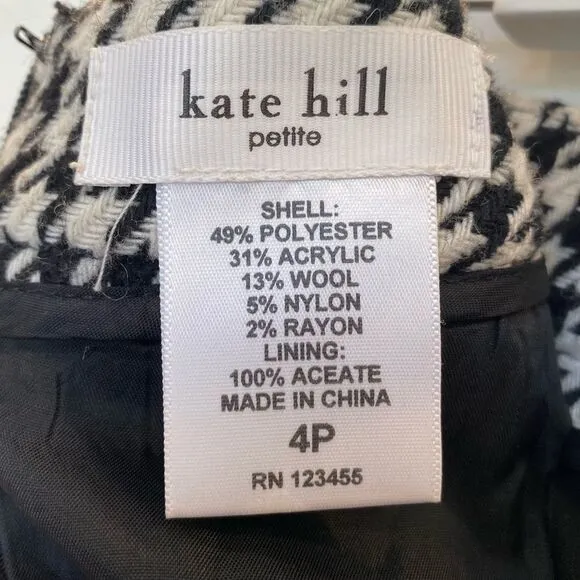 kate hill
petite
SHELL:
49% POLYESTER
31% ACRYLIC
13% WOOL
5% NYLON
2% RAYON
LINING:
100% ACEATE
MADE IN CHINA
4P
RN 123455